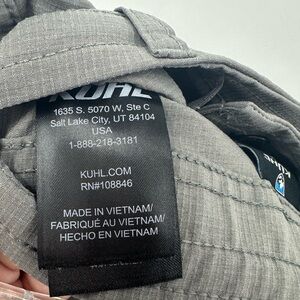 KUHL
1635 S. 5070 W, Ste C
Salt Lake City, UT 84104
USA
1-888-218-3181
KUHL.COM
RN#108846
MADE IN VIETNAM/
FABRIQUÉ AU VIETNAM/
HECHO EN VIETNAM
KUHL